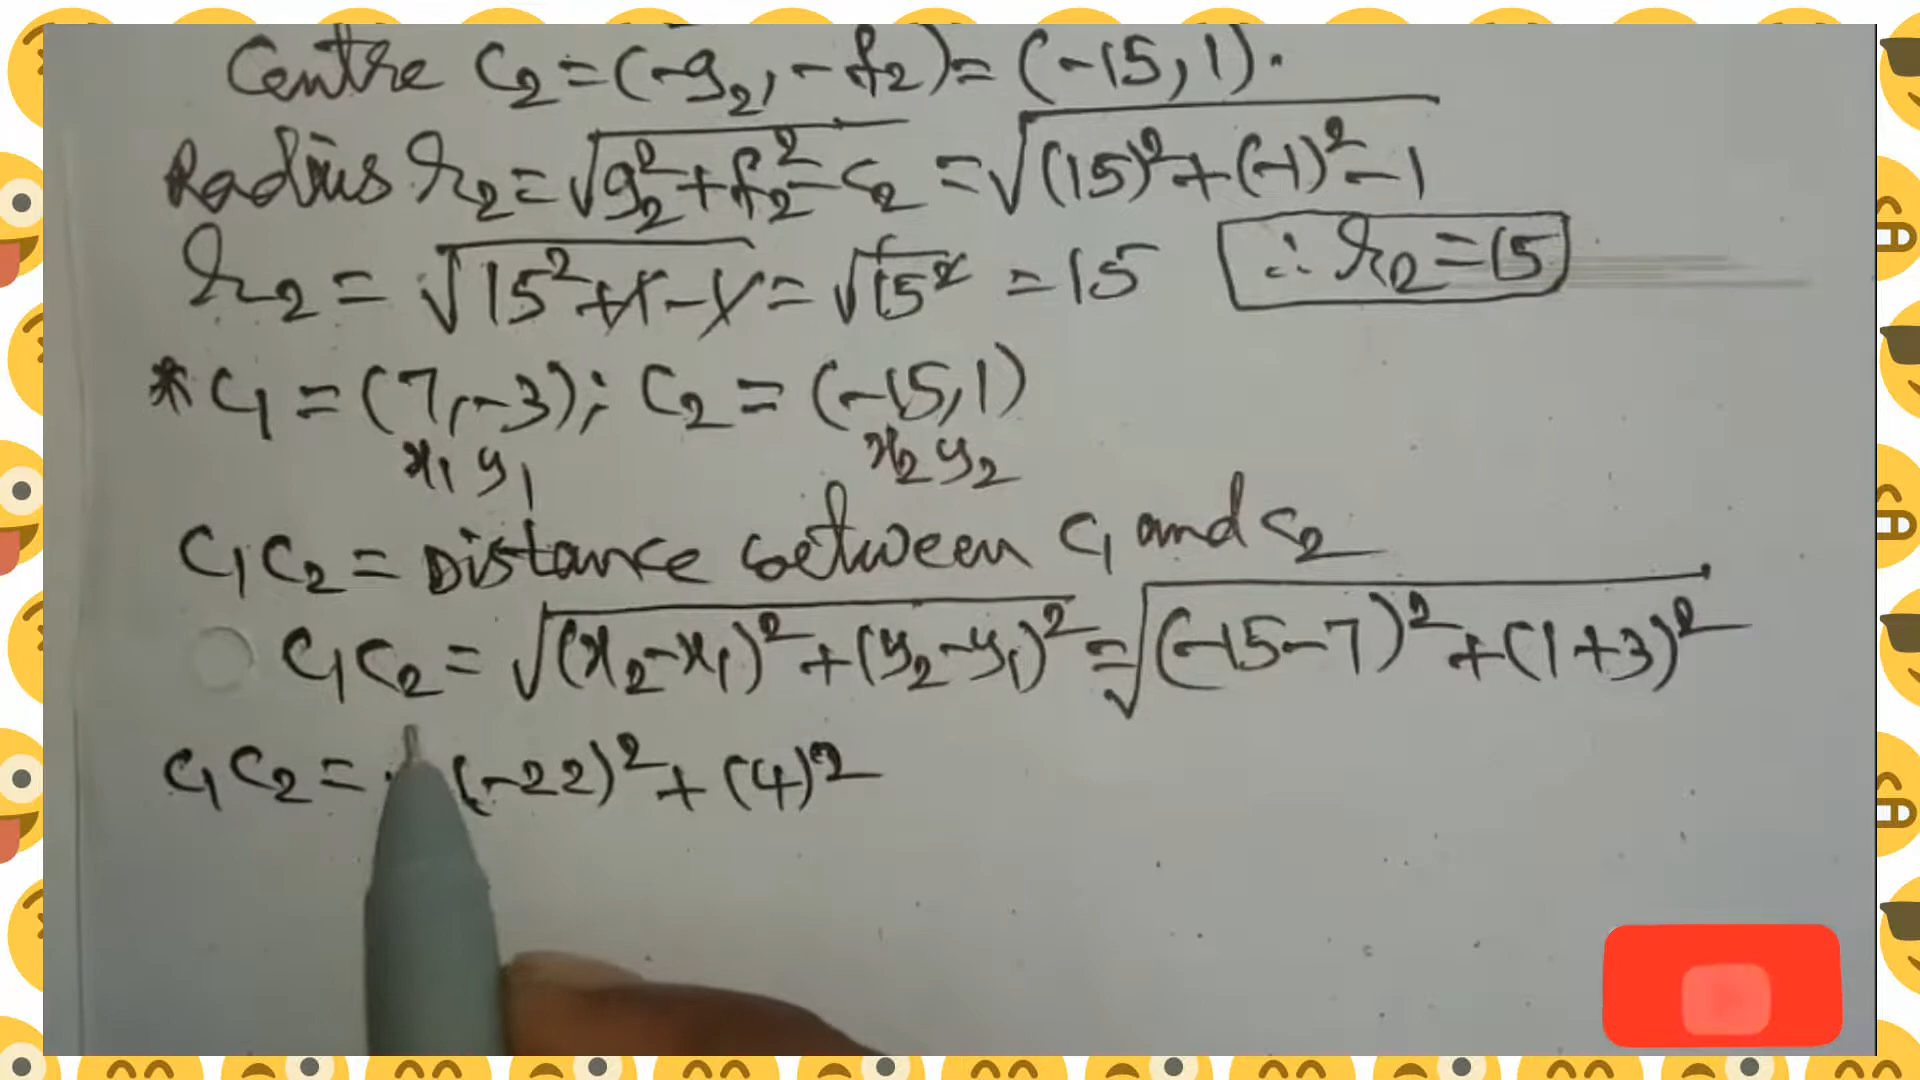 Centre C₂ = (-g₂, -f₂) = (-15, 1).
Radius r₂ = √(g₂² + f₂² - c₂) = √((15)² + (-1)² - 1
r₂ = √(15² + 1 - 1) = √(15²) = 15 ∴ r₂ = 15
* C₁ = (7, -3); C₂ = (-15, 1)
x₁ y₁ x₂ y₂
C₁C₂ = Distance between C₁ and C₂
C₁C₂ = √((x₂-x₁)² + (y₂-y₁)²) = √((-15-7)² + (1+3)²)
C₁C₂ = (-22)² + (4)²